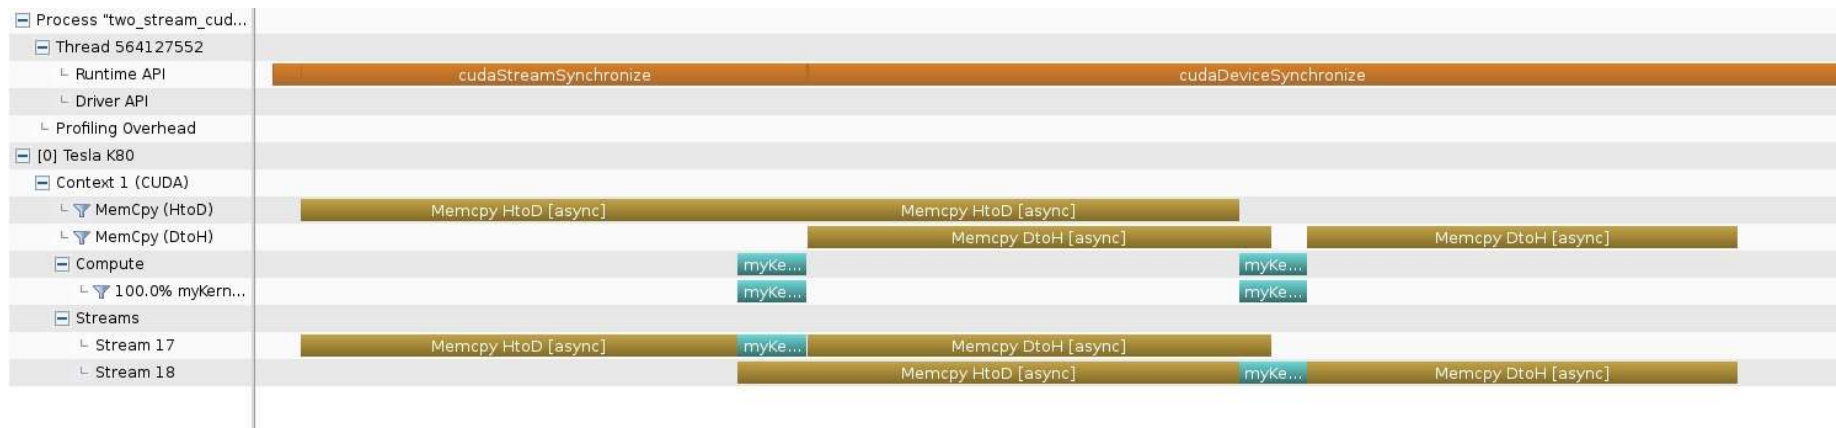 Process "two_stream_cud...
Thread 564127552
Runtime API cudaStreamSynchronize cudaDeviceSynchronize
Driver API
Profiling Overhead
[0] Tesla K80
Context 1 (CUDA)
MemCpy (HtoD) Memcpy HtoD [async] Memcpy HtoD [async]
MemCpy (DtoH) Memcpy DtoH [async] Memcpy DtoH [async]
Compute myKe... myKe...
100.0% myKern... myKe... myKe...
Streams
Stream 17 Memcpy HtoD [async] myKe... Memcpy DtoH [async]
Stream 18 Memcpy HtoD [async] myKe... Memcpy DtoH [async]